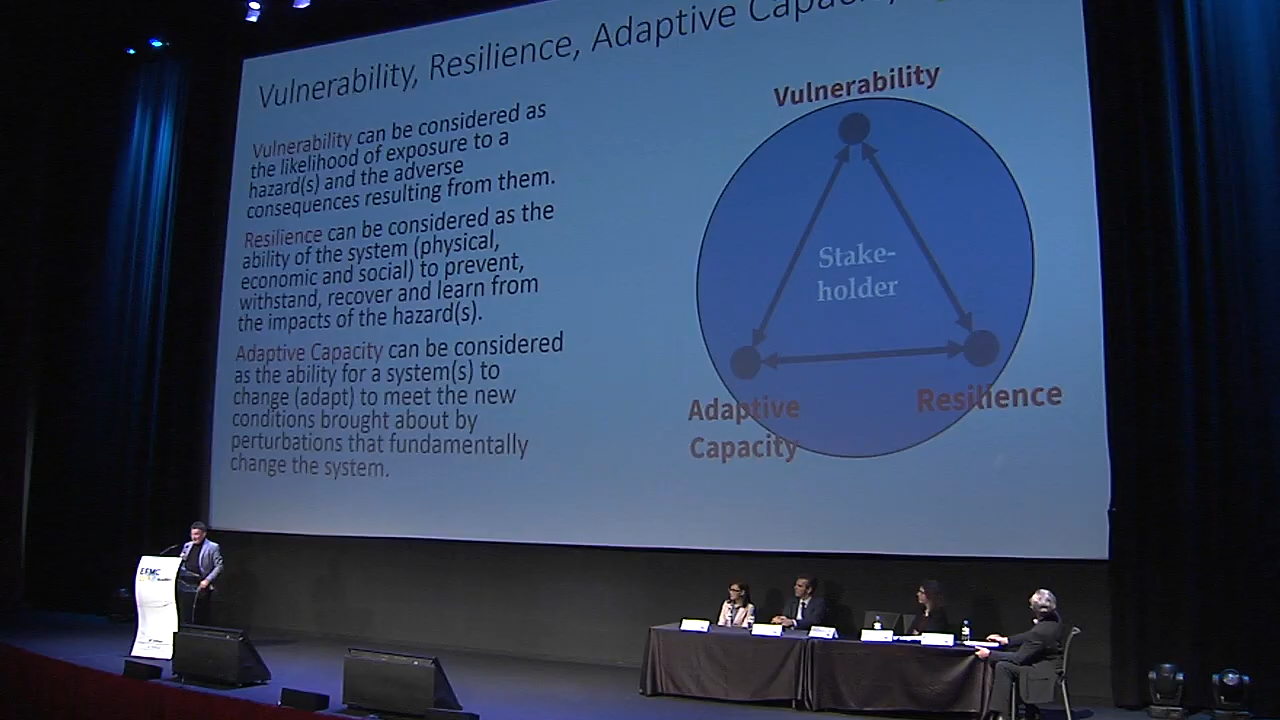 Vulnerability, Resilience, Adaptive Capacity
Vulnerability can be considered as
the likelihood of exposure to a
hazard(s) and the adverse
consequences resulting from them.
Resilience can be considered as the
ability of the system (physical,
economic and social) to prevent,
withstand, recover and learn from
the impacts of the hazard(s).
Adaptive Capacity can be considered
as the ability for a system(s) to
change (adapt) to meet the new
conditions brought about by
perturbations that fundamentally
change the system.
Vulnerability
Stake-
holder
Adaptive
Capacity
Resilience
EFMC